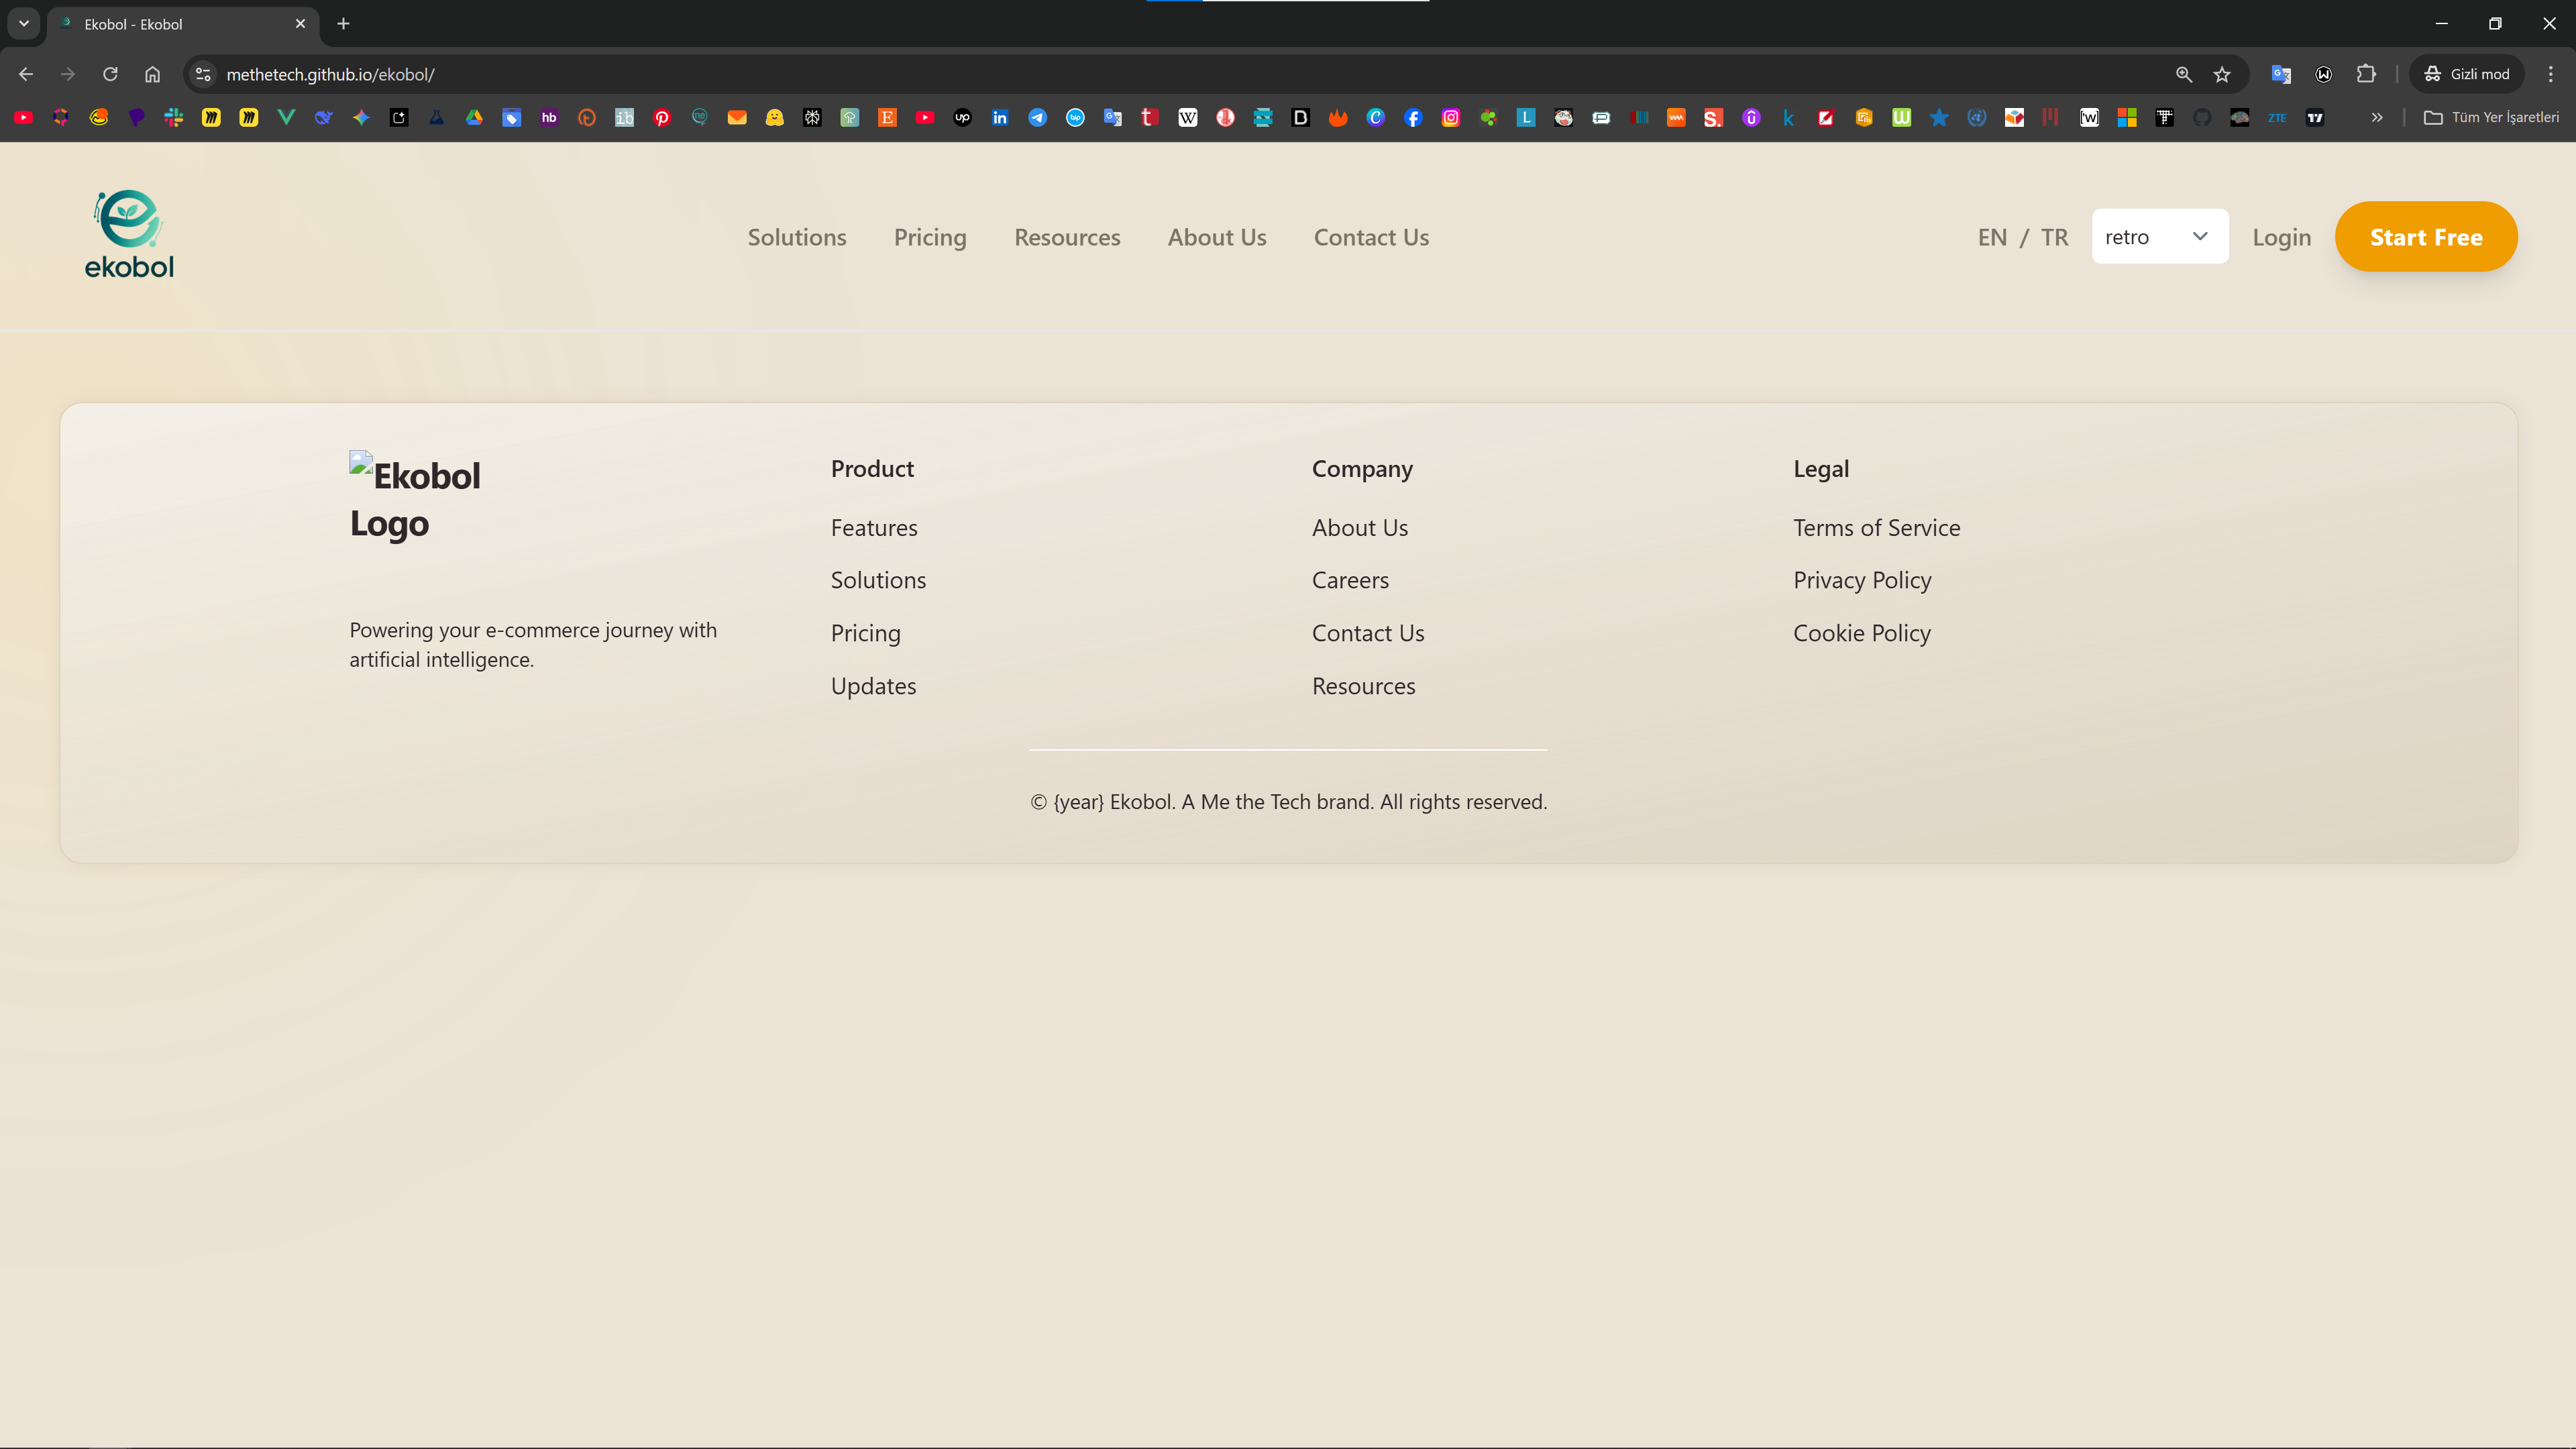 Ekobol - Ekobol
methetech.github.io/ekobol/
Gizli mod
Tüm Yer İşaretleri
ekobol
Solutions
Pricing
Resources
About Us
Contact Us
EN / TR
retro
Login
Start Free
Ekobol
Logo
Powering your e-commerce journey with
artificial intelligence.
Product
Features
Solutions
Pricing
Updates
Company
About Us
Careers
Contact Us
Resources
Legal
Terms of Service
Privacy Policy
Cookie Policy
© {year} Ekobol. A Me the Tech brand. All rights reserved.